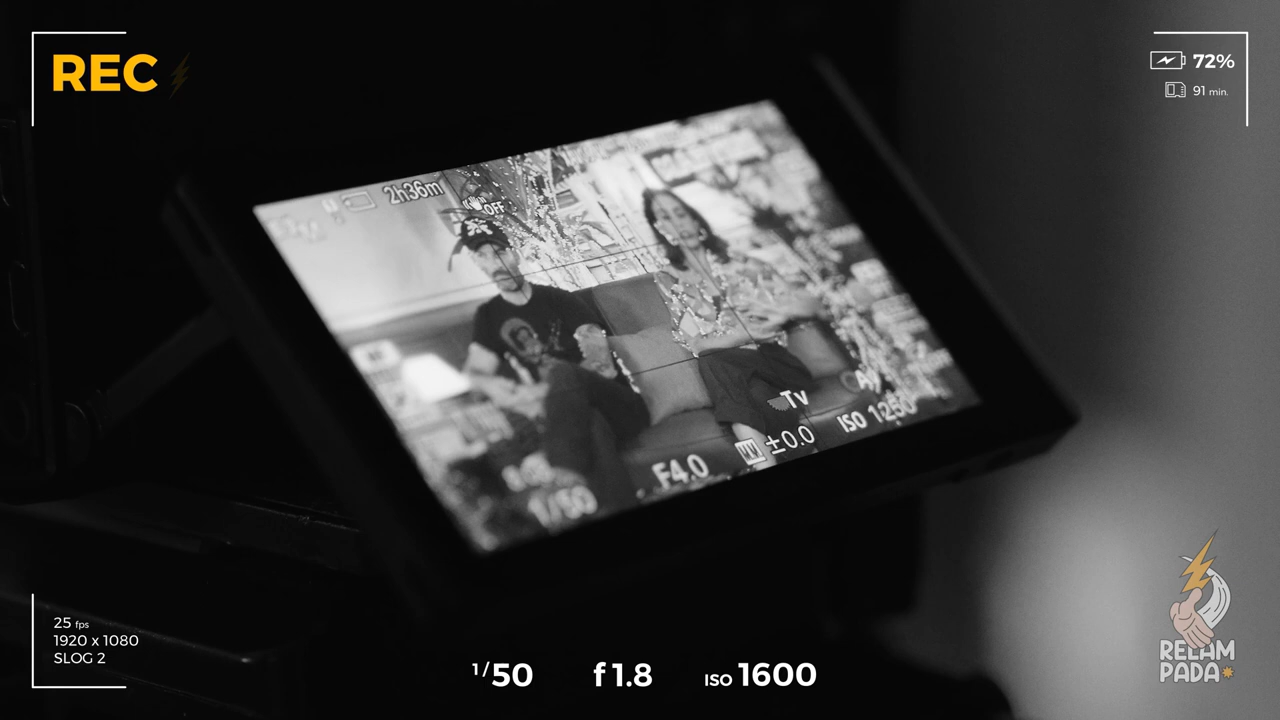 REC
72%
91 min.
2h36m
OFF
Tv
ISO 1250
±0.0
F4.0
1/50
25 fps
1920 x 1080
SLOG 2
1/50
f 1.8
ISO 1600
RELAM
PADA